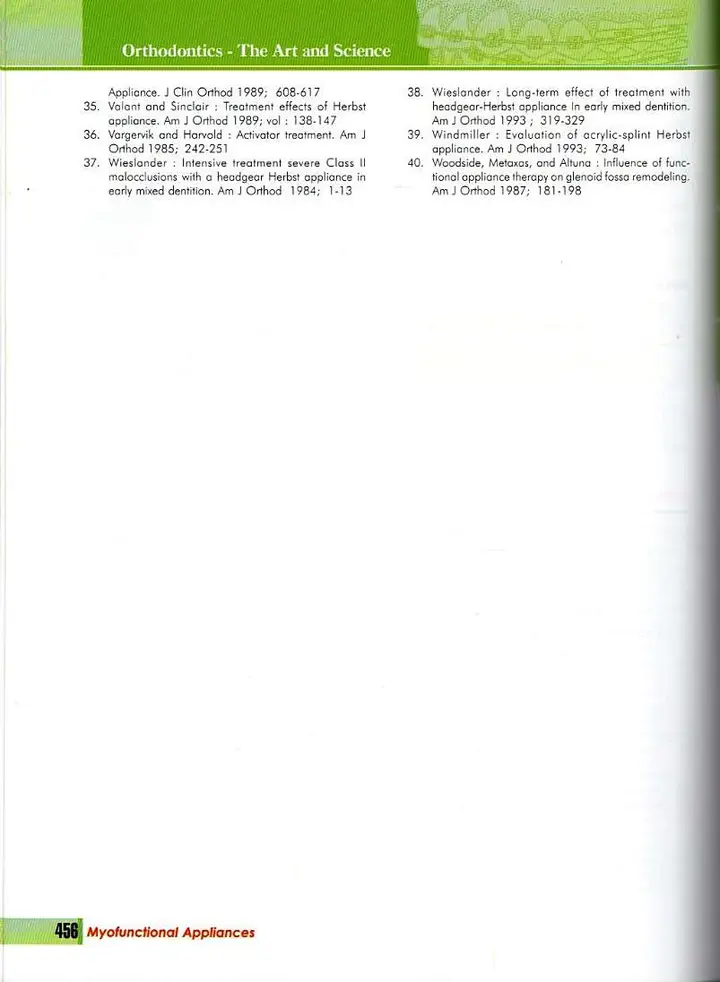 Orthodontics - The Art and Science
Appliance. J Clin Orthod 1989; 608-617
35. Valant and Sinclair : Treatment effects of Herbst
appliance. Am J Orthod 1989; vol : 138-147
36. Vargervik and Harvold : Activator treatment. Am J
Orthod 1985; 242-251
37. Wieslander : Intensive treatment severe Class II
malocclusions with a headgear Herbst appliance in
early mixed dentition. Am J Orthod 1984; 1-13
38. Wieslander : Long-term effect of treatment with
headgear-Herbst appliance In early mixed dentition.
Am J Orthod 1993 ; 319-329
39. Windmiller : Evaluation of acrylic-splint Herbst
appliance. Am J Orthod 1993; 73-84
40. Woodside, Metaxas, and Altuna : Influence of func-
tional appliance therapy on glenoid fossa remodeling.
Am J Orthod 1987; 181-198
456 Myofunctional Appliances